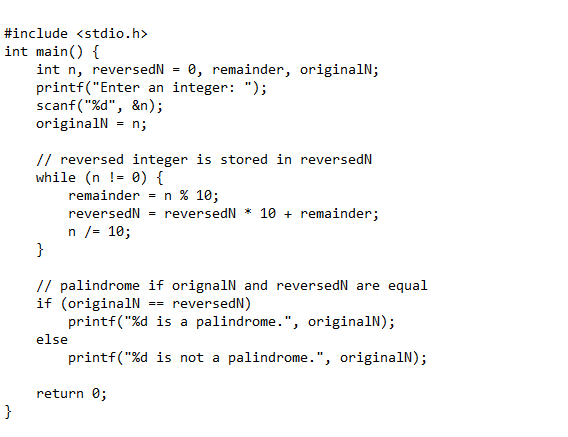 #include <stdio.h>
int main() {
    int n, reversedN = 0, remainder, originalN;
    printf("Enter an integer: ");
    scanf("%d", &n);
    originalN = n;

    // reversed integer is stored in reversedN
    while (n != 0) {
        remainder = n % 10;
        reversedN = reversedN * 10 + remainder;
        n /= 10;
    }

    // palindrome if orignalN and reversedN are equal
    if (originalN == reversedN)
        printf("%d is a palindrome.", originalN);
    else
        printf("%d is not a palindrome.", originalN);

    return 0;
}